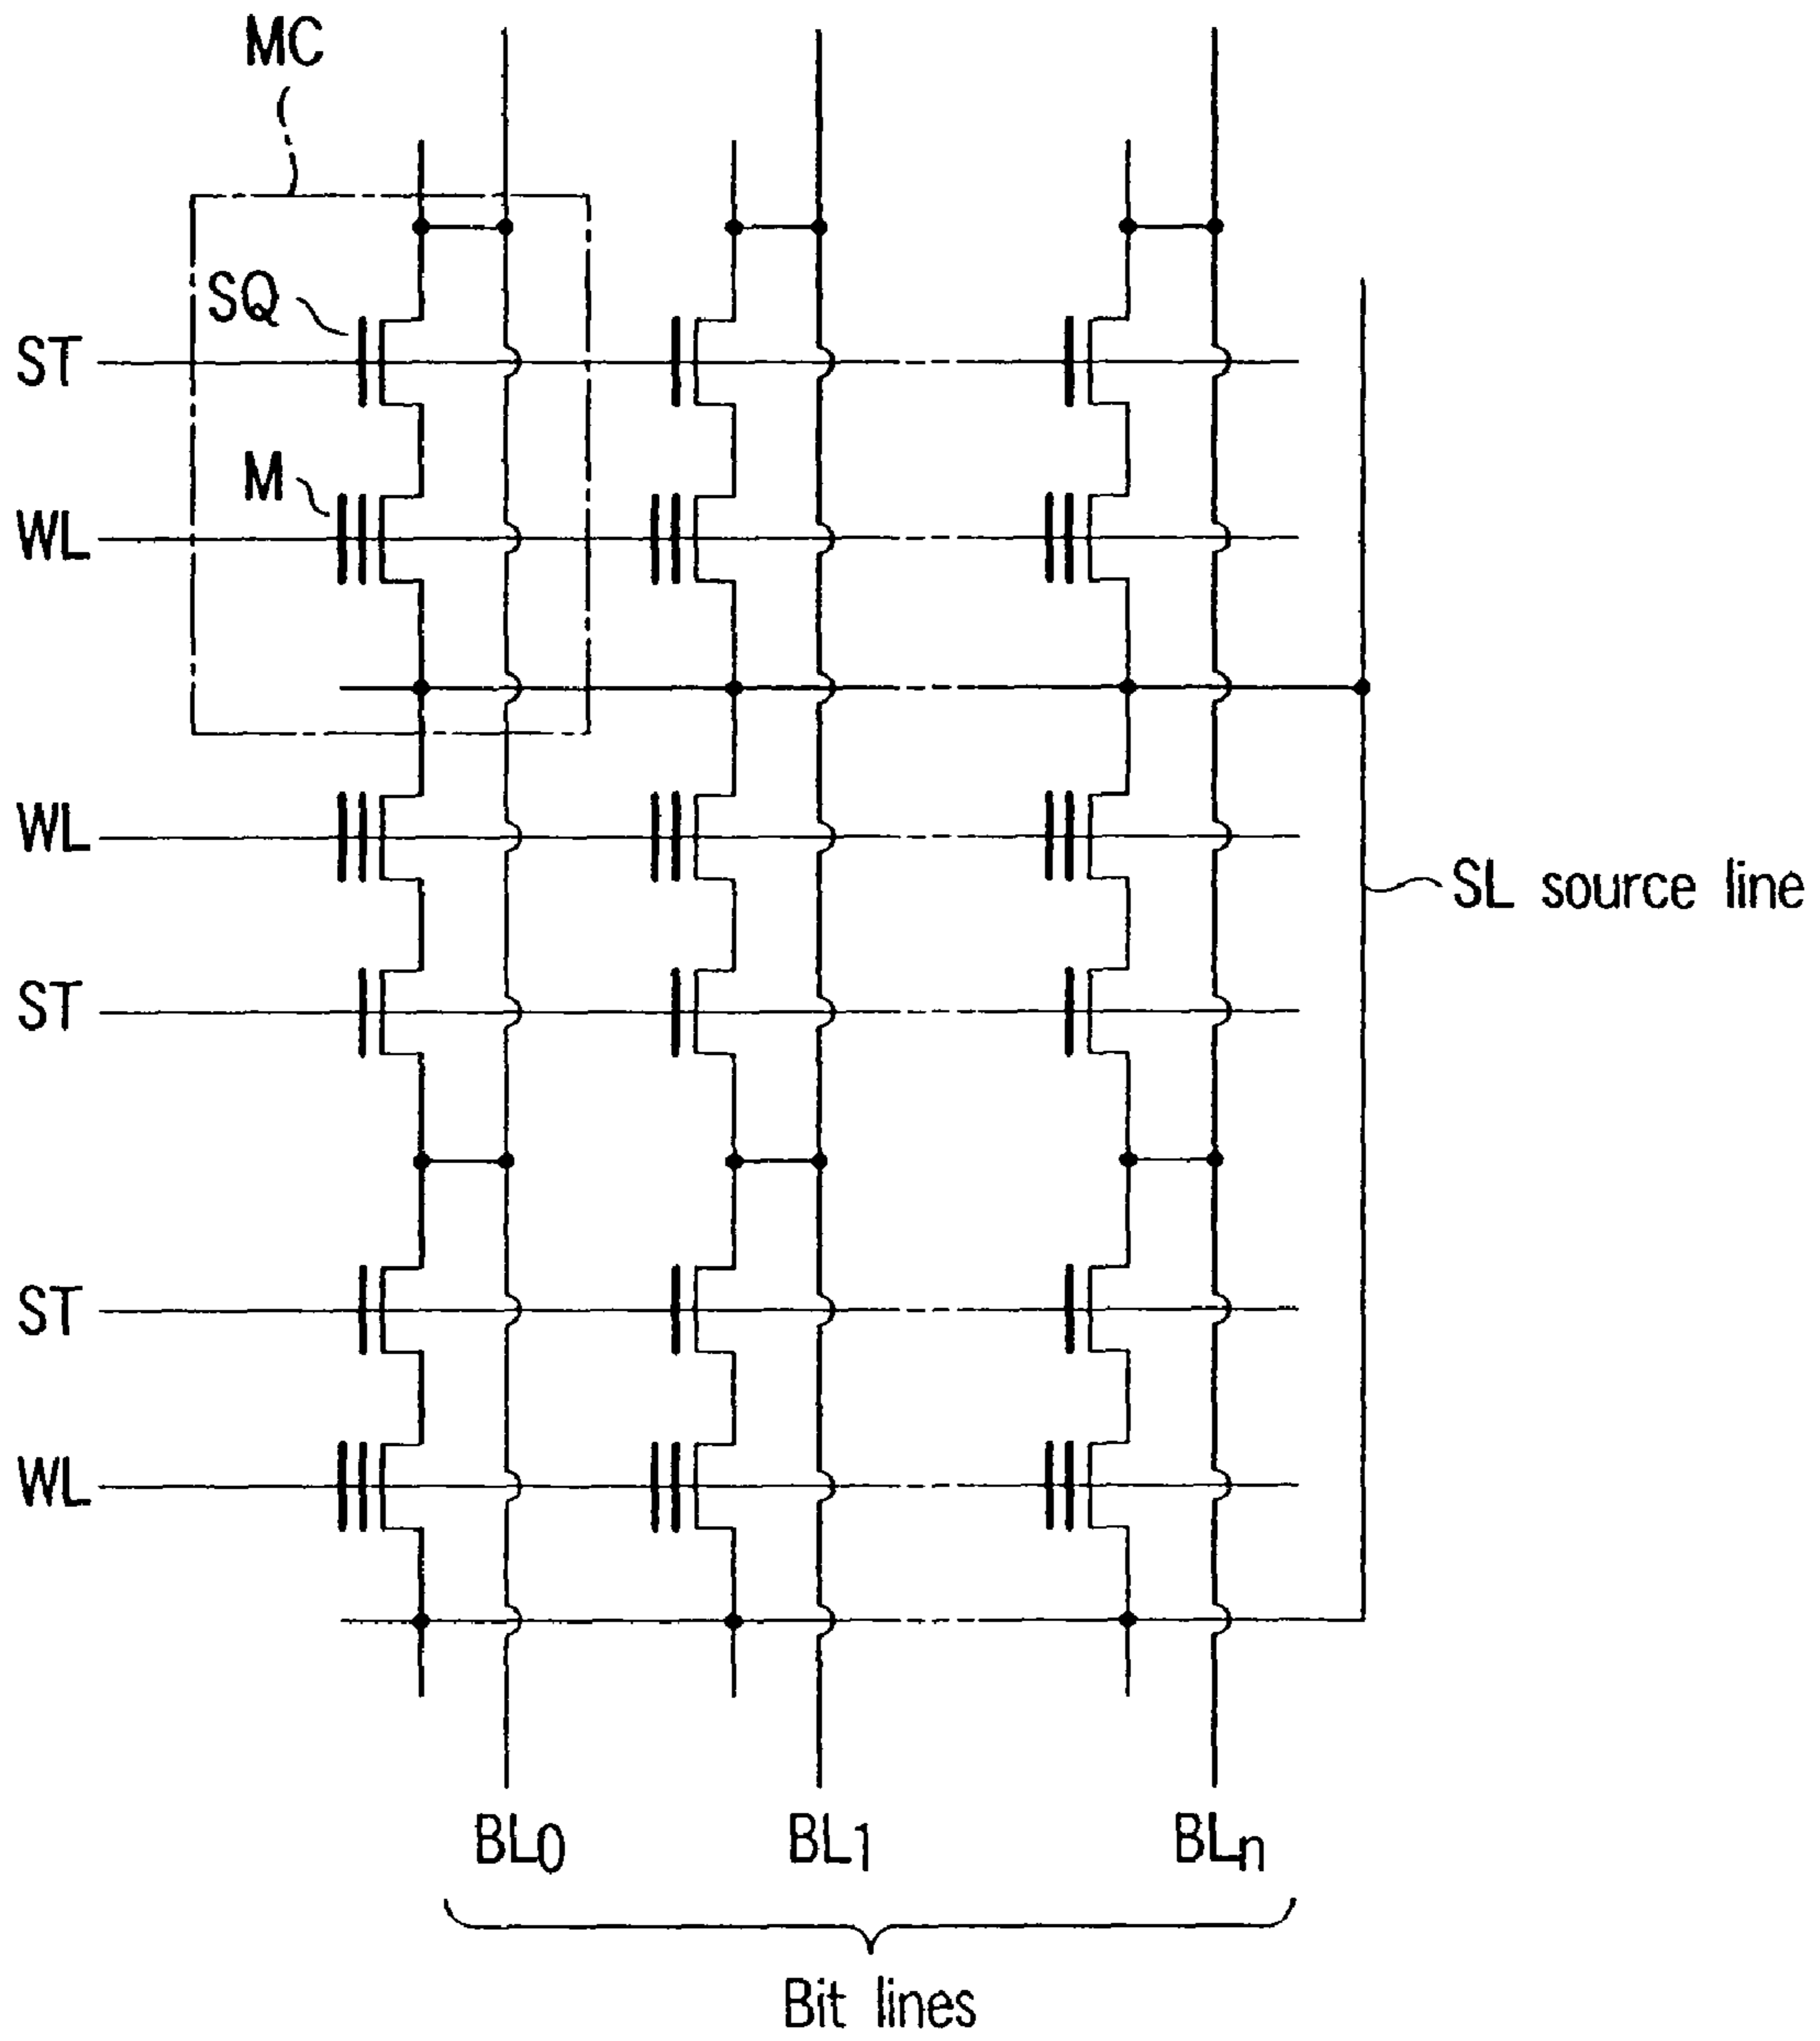 MC
SQ
ST
M
WL
WL
SL source line
ST
ST
WL
BL0 BL1 BLn
Bit lines